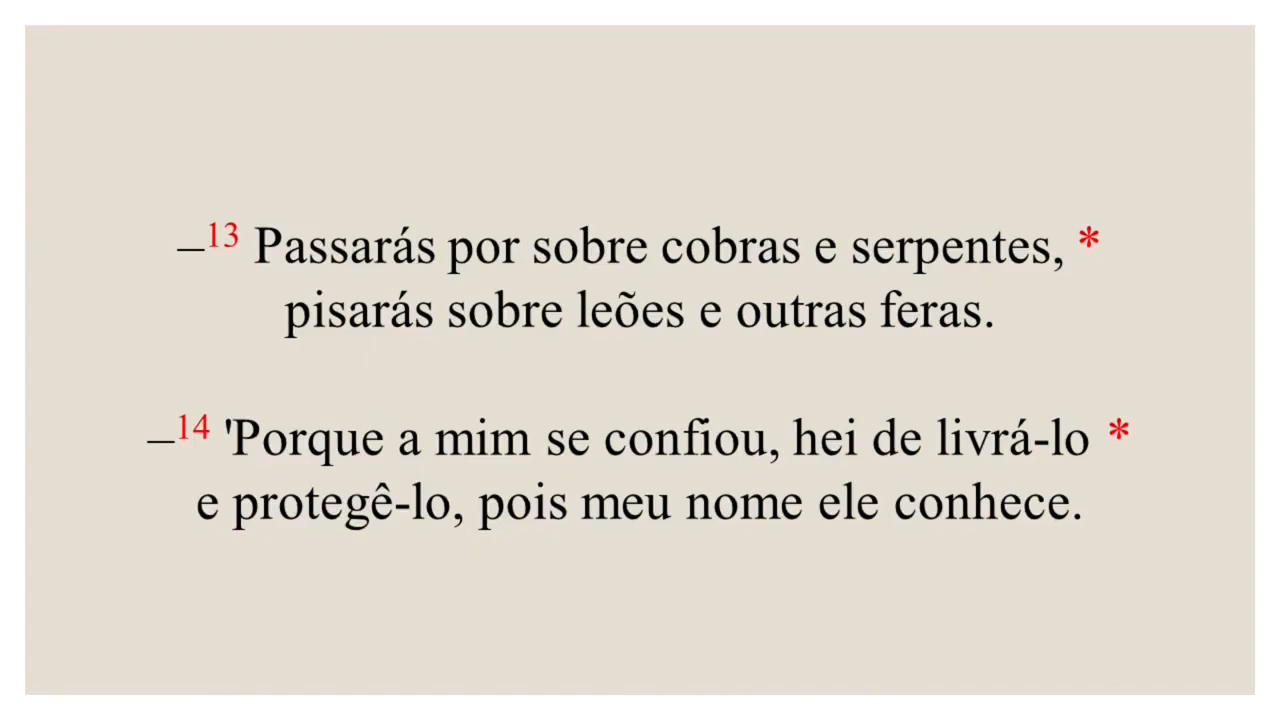 –13 Passarás por sobre cobras e serpentes, *
pisarás sobre leões e outras feras.
–14 'Porque a mim se confiou, hei de livrá-lo *
e protegê-lo, pois meu nome ele conhece.